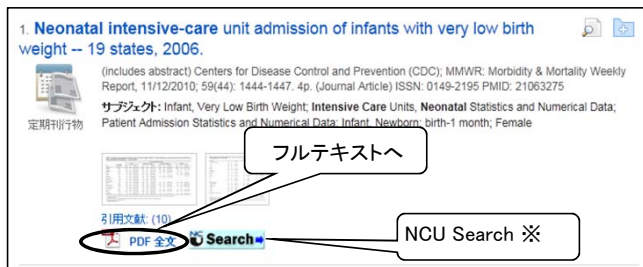 1. Neonatal intensive-care unit admission of infants with very low birth
weight -- 19 states, 2006.
(includes abstract) Centers for Disease Control and Prevention (CDC); MMWR: Morbidity & Mortality Weekly
Report, 11/12/2010; 59(44): 1444-1447. 4p. (Journal Article) ISSN: 0149-2195 PMID: 21063275
サブジェクト: Infant, Very Low Birth Weight; Intensive Care Units, Neonatal Statistics and Numerical Data;
Patient Admission Statistics and Numerical Data; Infant, Newborn: birth-1 month; Female
定期刊行物
フルテキストへ
引用文献: (10)
PDF 全文 Search
NCU Search ※